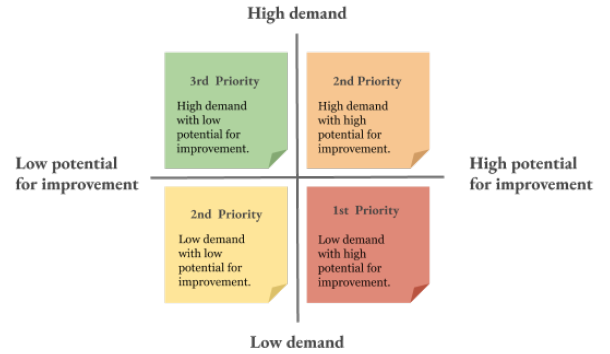 High demand
3rd  Priority
High demand
with low
potential for
improvement.
2nd Priority
High demand
with high
potential for
improvement.
Low potential
for improvement
High potential
for improvement
2nd Priority
Low demand
with low
potential for
improvement.
1st Priority
Low demand
with high
potential for
improvement.
Low demand